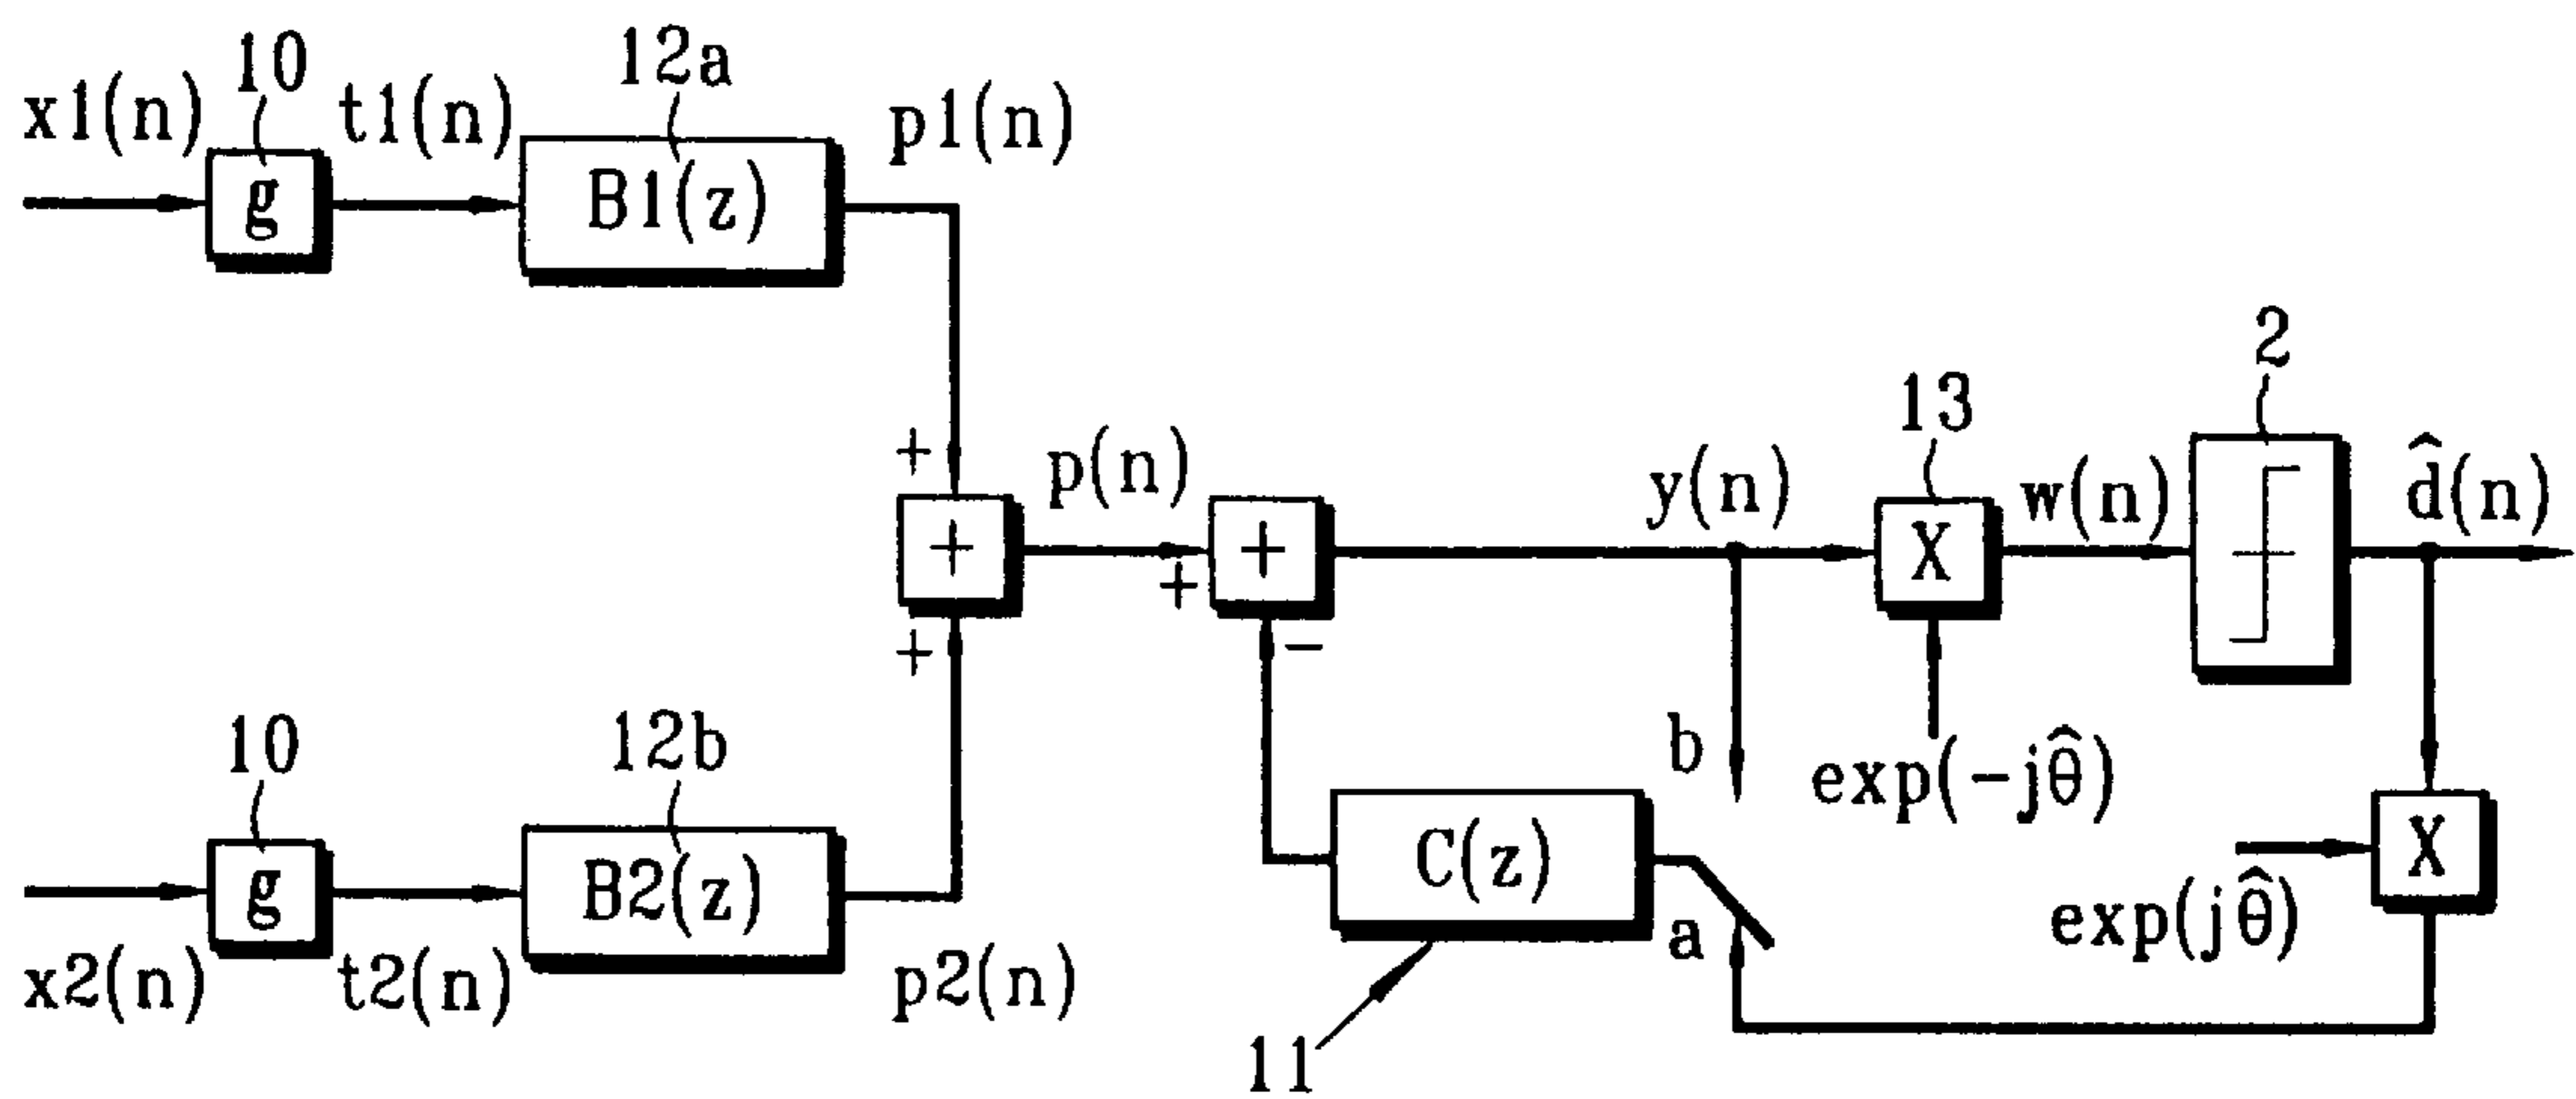 10
12a
x1(n)
t1(n)
p1(n)
g
B1(z)
2
13
+
p(n)
y(n)
w(n)
d̂(n)
+
+
X
+
+
−
10
12b
b
exp(-jθ̂)
X
g
B2(z)
C(z)
a
exp(jθ̂)
x2(n)
t2(n)
p2(n)
11